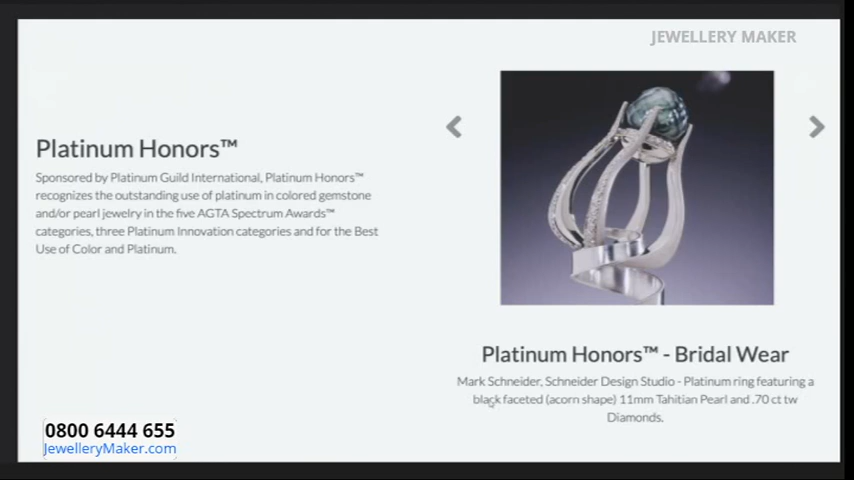 JEWELLERY MAKER
Platinum Honors™
Sponsored by Platinum Guild International, Platinum Honors™
recognizes the outstanding use of platinum in colored gemstone
and/or pearl jewelry in the five AGTA Spectrum Awards™
categories, three Platinum Innovation categories and for the Best
Use of Color and Platinum.
Platinum Honors™ - Bridal Wear
Mark Schneider, Schneider Design Studio - Platinum ring featuring a
black faceted (acorn shape) 11mm Tahitian Pearl and .70 ct tw
Diamonds.
0800 6444 655
JewelleryMaker.com